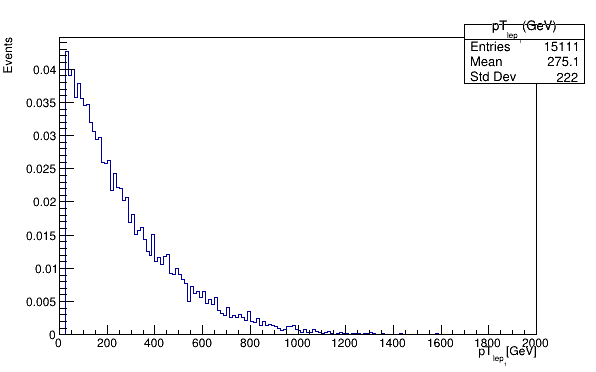 pT_lep_1 (GeV)
Entries 15111
Mean 275.1
Std Dev 222
Events
0.04
0.035
0.03
0.025
0.02
0.015
0.01
0.005
0
0 200 400 600 800 1000 1200 1400 1600 1800 2000
pT_lep_1[GeV]